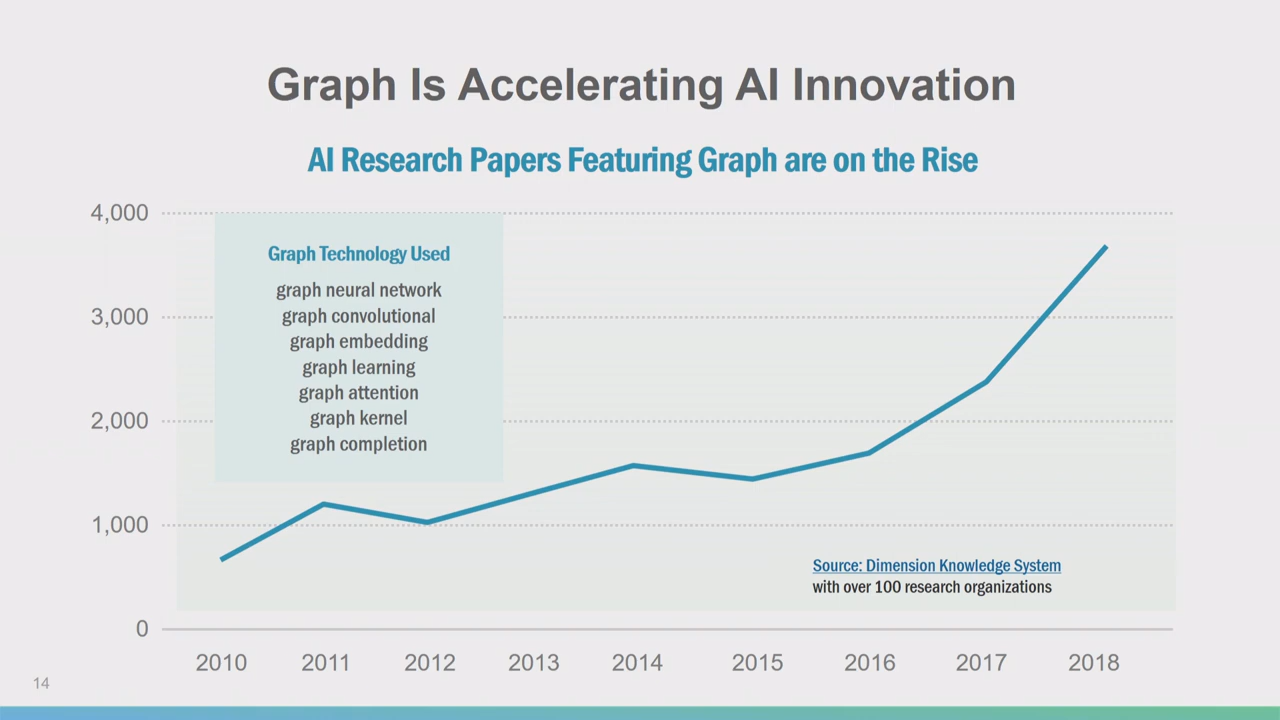 Graph Is Accelerating AI Innovation
AI Research Papers Featuring Graph are on the Rise
4,000
3,000
2,000
1,000
0
Graph Technology Used
graph neural network
graph convolutional
graph embedding
graph learning
graph attention
graph kernel
graph completion
Source: Dimension Knowledge System
with over 100 research organizations
2010 2011 2012 2013 2014 2015 2016 2017 2018
14